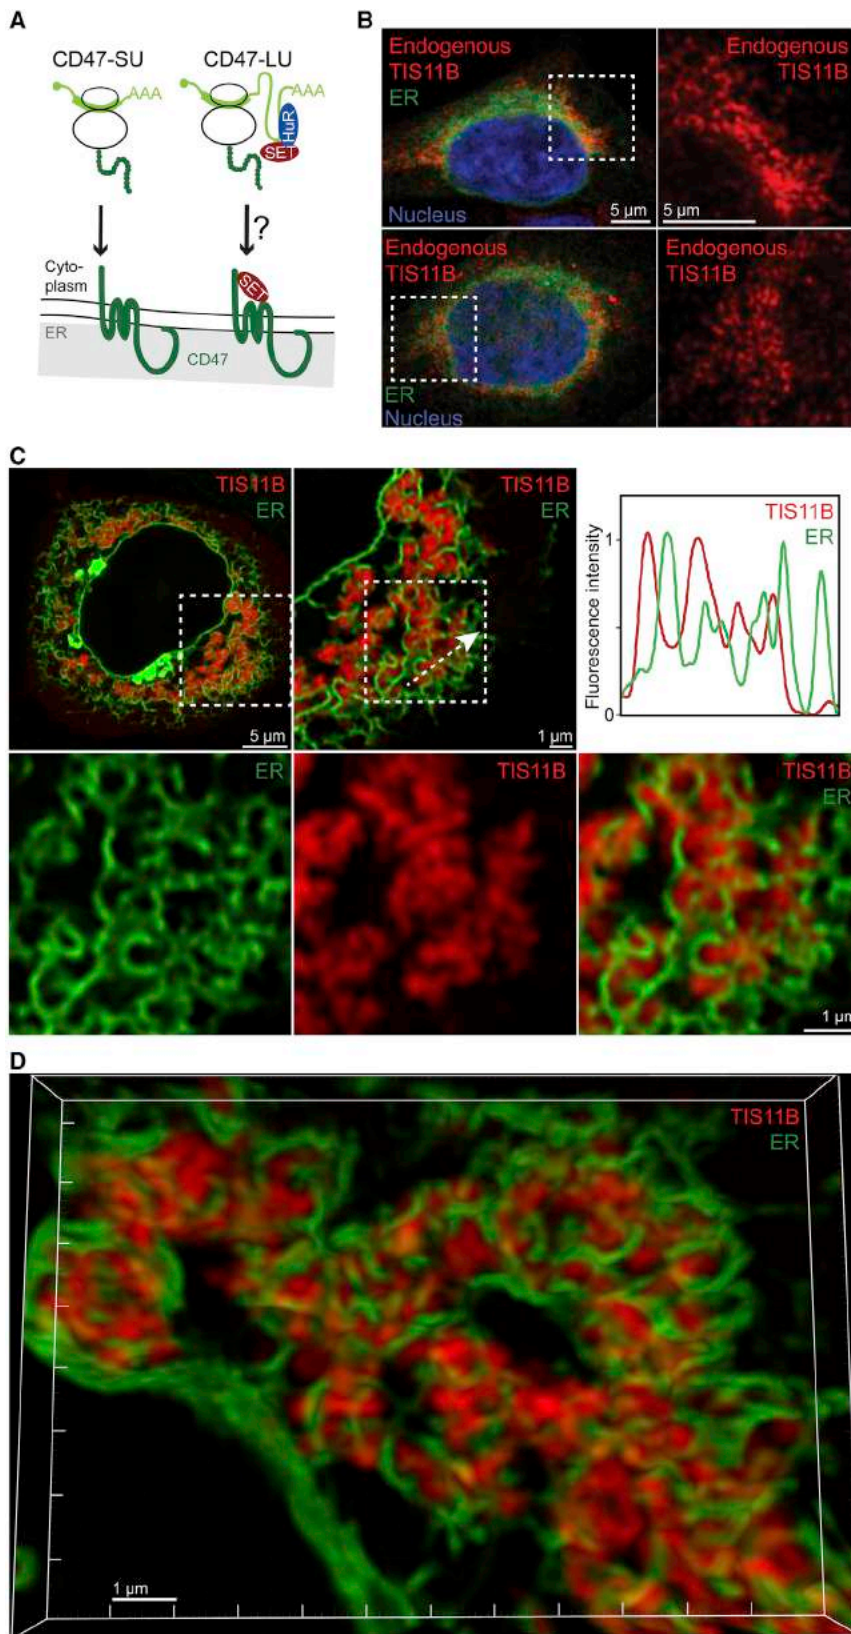 A
CD47-SU
CD47-LU
AAA
AAA
HuR
SET
?
Cyto-
plasm
SET
ER
CD47
B
Endogenous
TIS11B
ER
Nucleus
5 µm
Endogenous
TIS11B
5 µm
Endogenous
TIS11B
ER
Nucleus
Endogenous
TIS11B
C
TIS11B
ER
5 µm
TIS11B
ER
1 µm
TIS11B
ER
Fluorescence intensity
1
0
ER
TIS11B
TIS11B
ER
1 µm
D
TIS11B
ER
1 µm